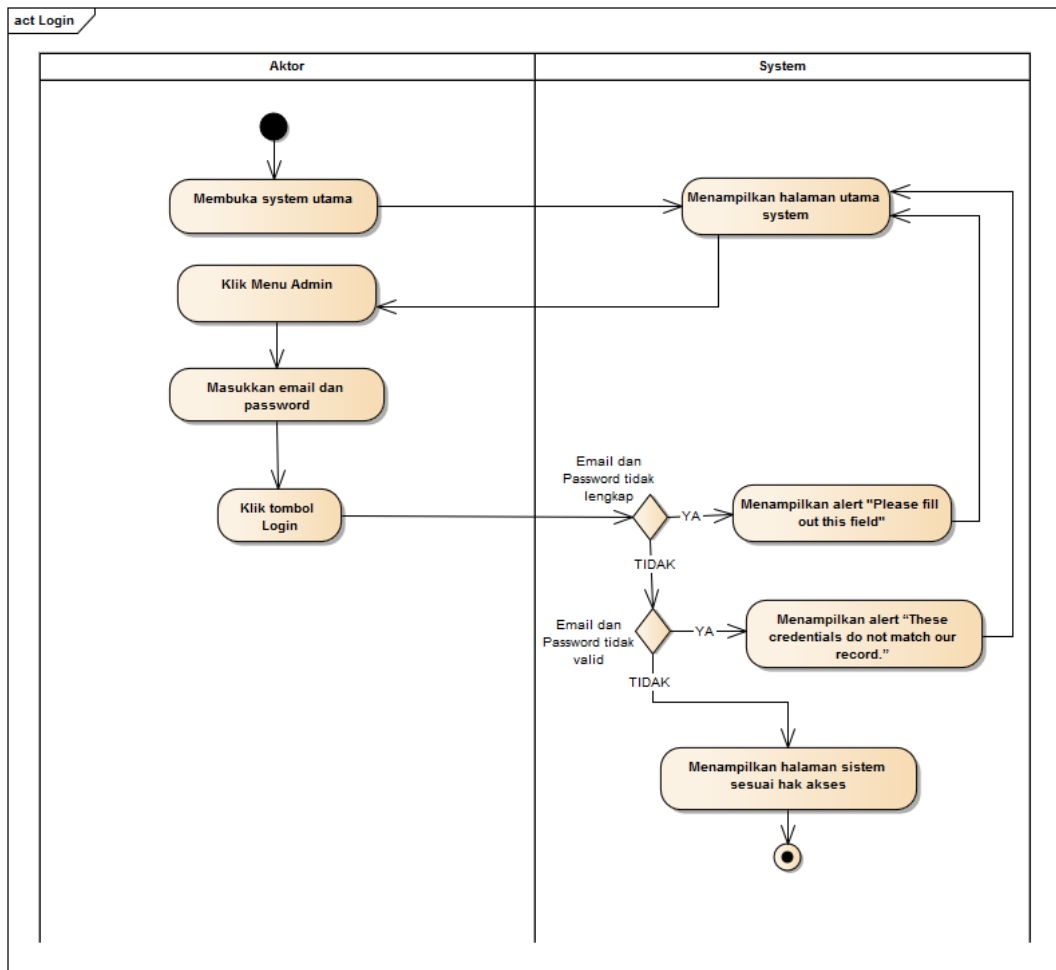 act Login
Aktor
System
Membuka system utama
Menampilkan halaman utama
system
Klik Menu Admin
Masukkan email dan
password
Klik tombol
Login
Email dan
Password tidak
lengkap
YA
Menampilkan alert "Please fill
out this field"
TIDAK
Email dan
Password tidak
valid
YA
Menampilkan alert “These
credentials do not match our
record.”
TIDAK
Menampilkan halaman sistem
sesuai hak akses